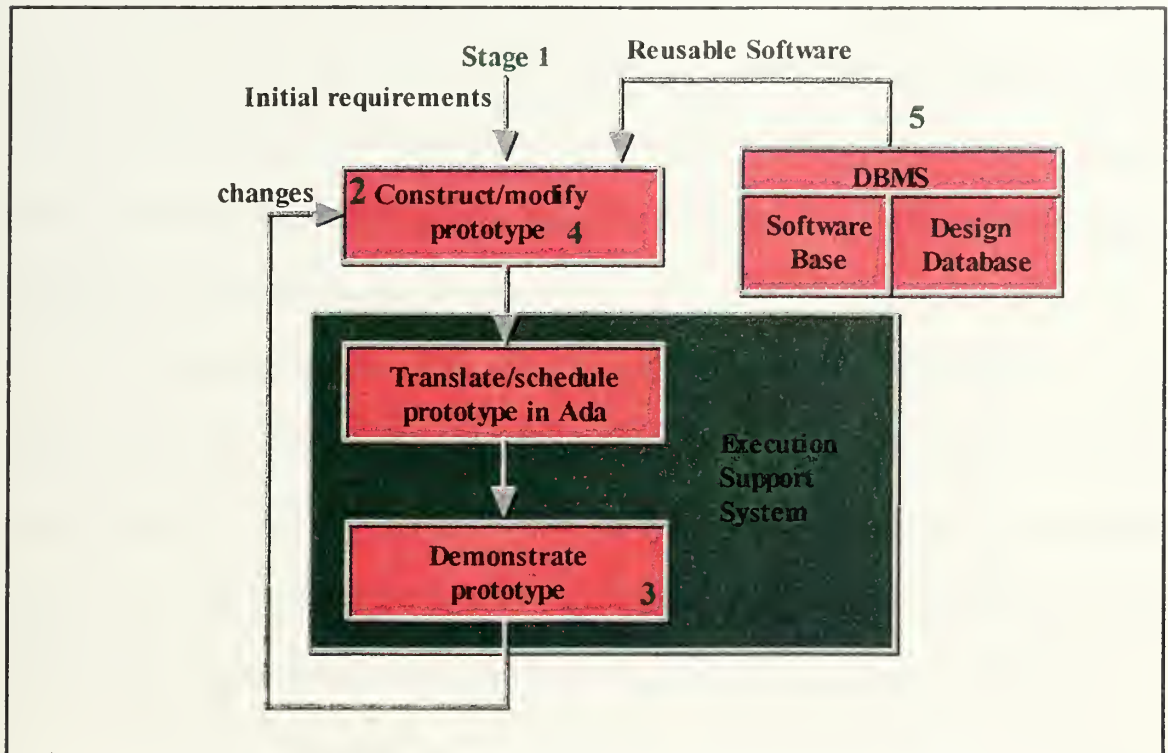 Stage 1
Reusable Software
Initial requirements
5
changes
2 Construct/modify
prototype 4
DBMS
Software
Base
Design
Database
Translate/schedule
prototype in Ada
Execution
Support
System
Demonstrate
prototype 3